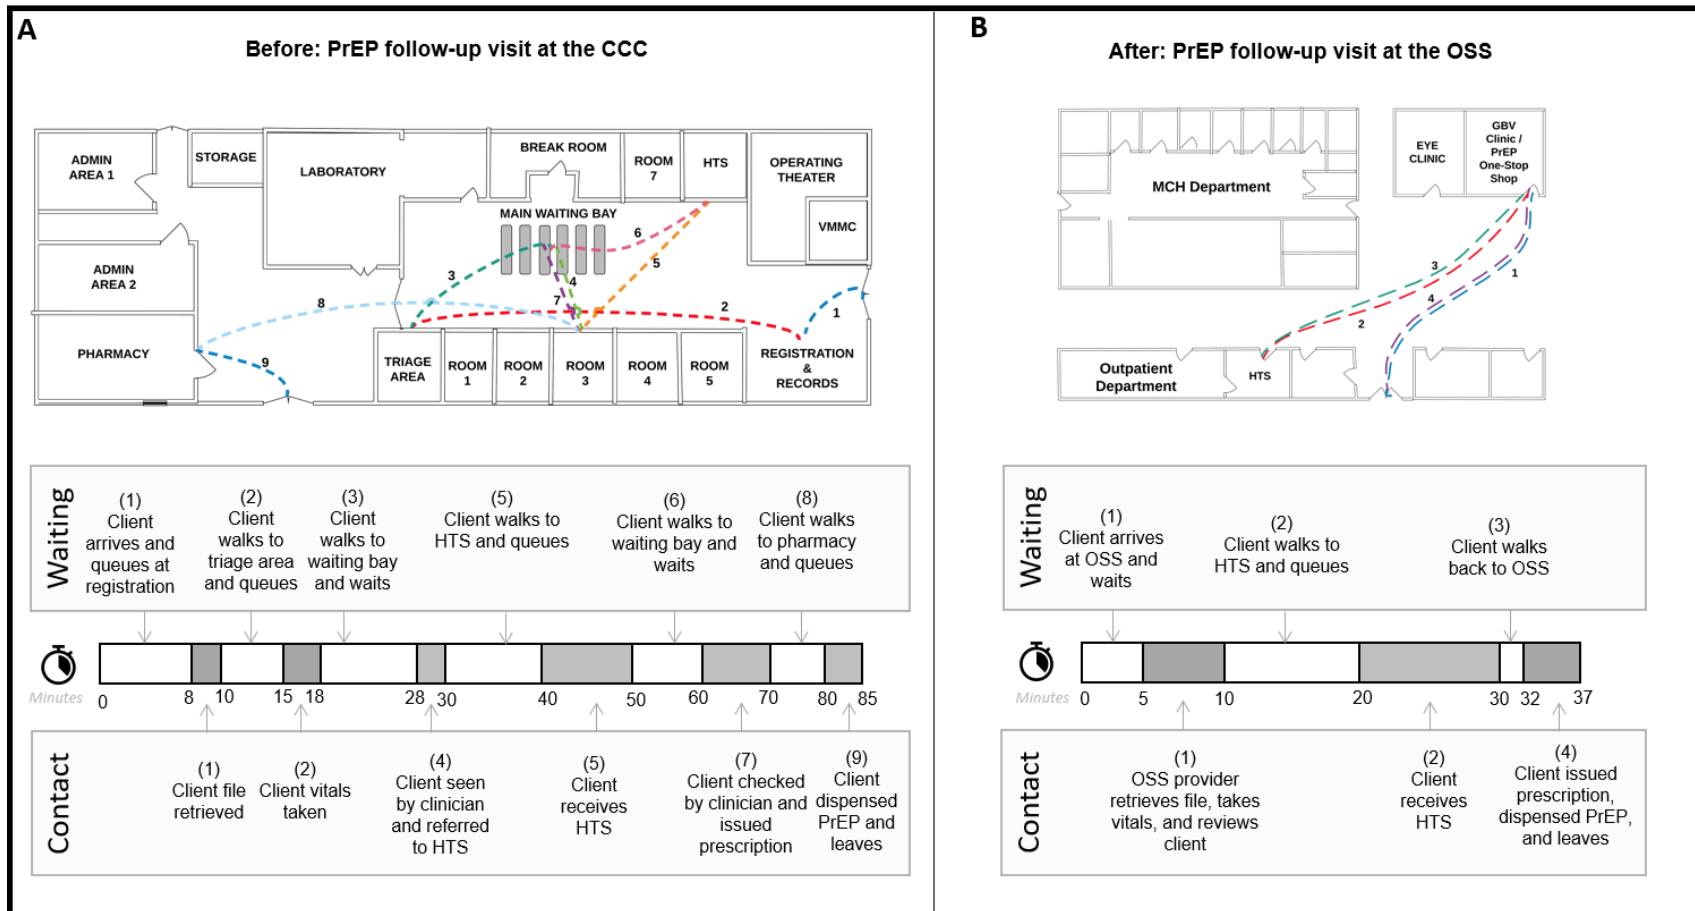 A
Before: PrEP follow-up visit at the CCC
ADMIN
AREA 1
STORAGE
LABORATORY
BREAK ROOM
ROOM
7
HTS
OPERATING
THEATER
MAIN WAITING BAY
VMMC
ADMIN
AREA 2
PHARMACY
TRIAGE
AREA
ROOM
1
ROOM
2
ROOM
3
ROOM
4
ROOM
5
REGISTRATION
&
RECORDS
1
2
3
4
5
6
7
8
9
Waiting
(1)
Client
arrives and
queues at
registration
(2)
Client
walks to
triage area
and queues
(3)
Client
walks to
waiting bay
and waits
(5)
Client walks to
HTS and queues
(6)
Client walks to
waiting bay and
waits
(8)
Client walks
to pharmacy
and queues
Minutes
0
8
10
15
18
28
30
40
50
60
70
80
85
Contact
(1)
Client file
retrieved
(2)
Client vitals
taken
(4)
Client seen
by clinician
and referred
to HTS
(5)
Client
receives
HTS
(7)
Client checked
by clinician and
issued
prescription
(9)
Client
dispensed
PrEP and
leaves
B
After: PrEP follow-up visit at the OSS
MCH Department
EYE
CLINIC
GBV
Clinic /
PrEP
One-Stop
Shop
Outpatient
Department
HTS
3
1
4
2
Waiting
(1)
Client arrives
at OSS and
waits
(2)
Client walks to
HTS and queues
(3)
Client walks
back to OSS
Minutes
0
5
10
20
30
32
37
Contact
(1)
OSS provider
retrieves file, takes
vitals, and reviews
client
(2)
Client
receives
HTS
(4)
Client issued
prescription,
dispensed PrEP,
and leaves